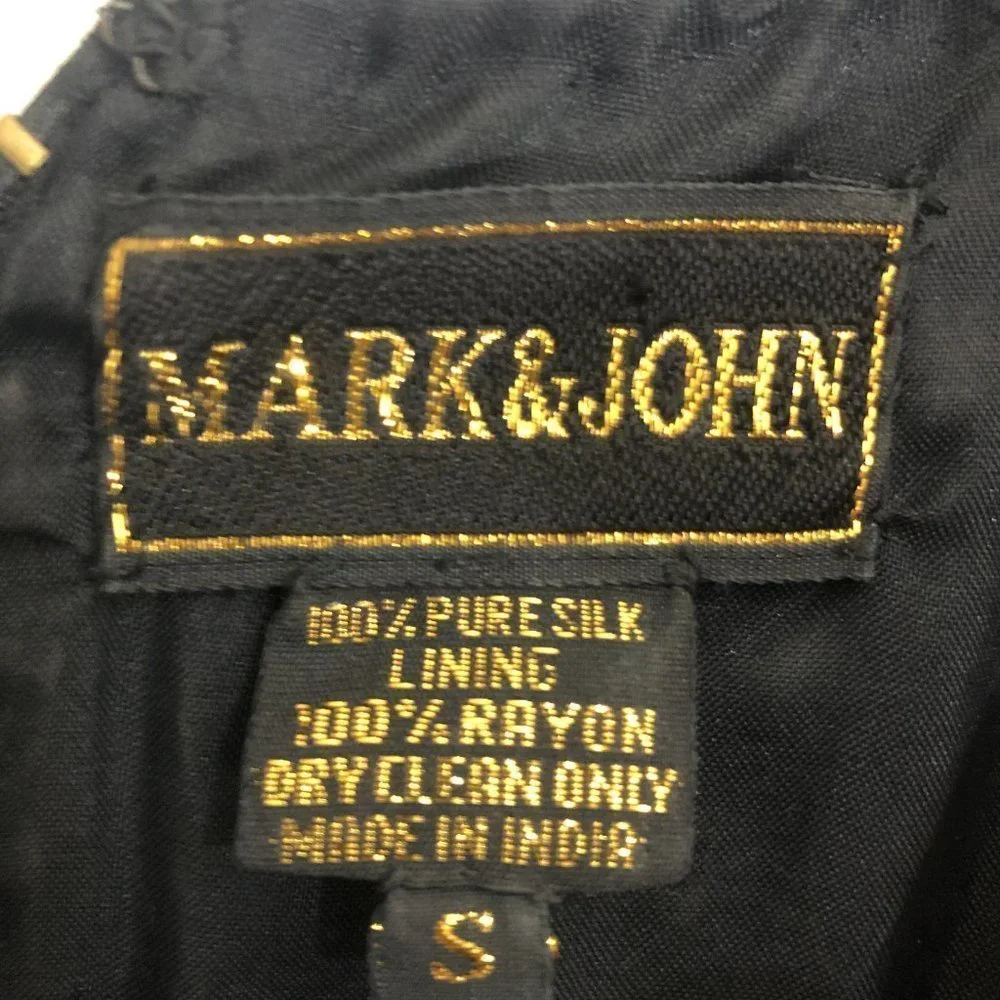 MARK&JOHN
100% PURE SILK
LINING
100% RAYON
DRY CLEAN ONLY
MADE IN INDIA
S